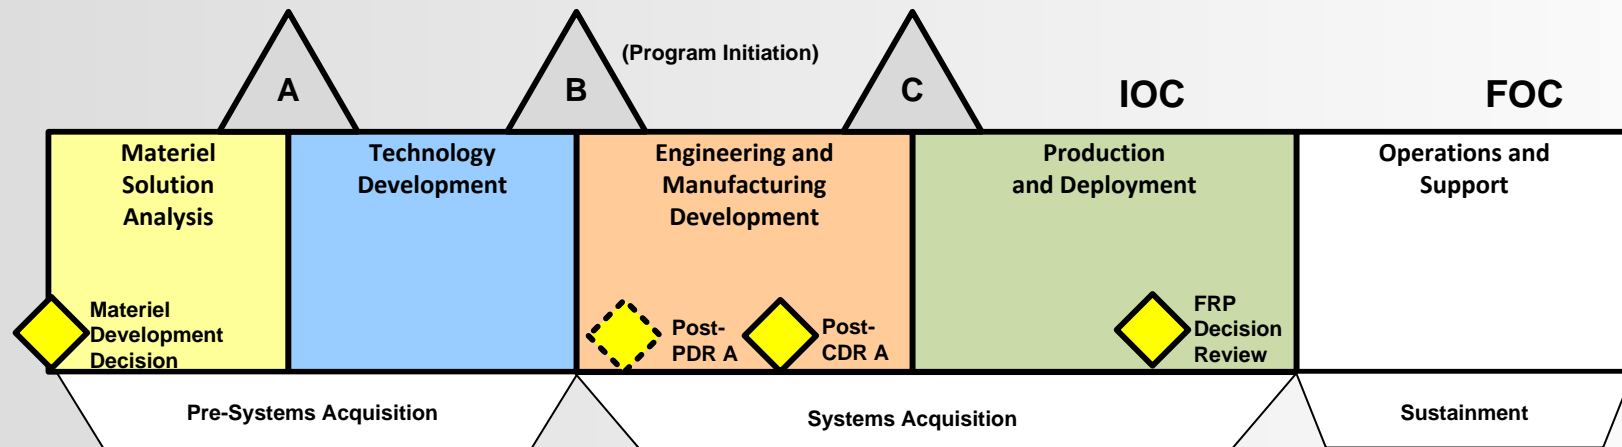 (Program Initiation)
A
B
C
IOC
FOC
Materiel
Solution
Analysis
Technology
Development
Engineering and
Manufacturing
Development
Production
and Deployment
Operations and
Support
Materiel
Development
Decision
Post-
PDR A
Post-
CDR A
FRP
Decision
Review
Pre-Systems Acquisition
Systems Acquisition
Sustainment